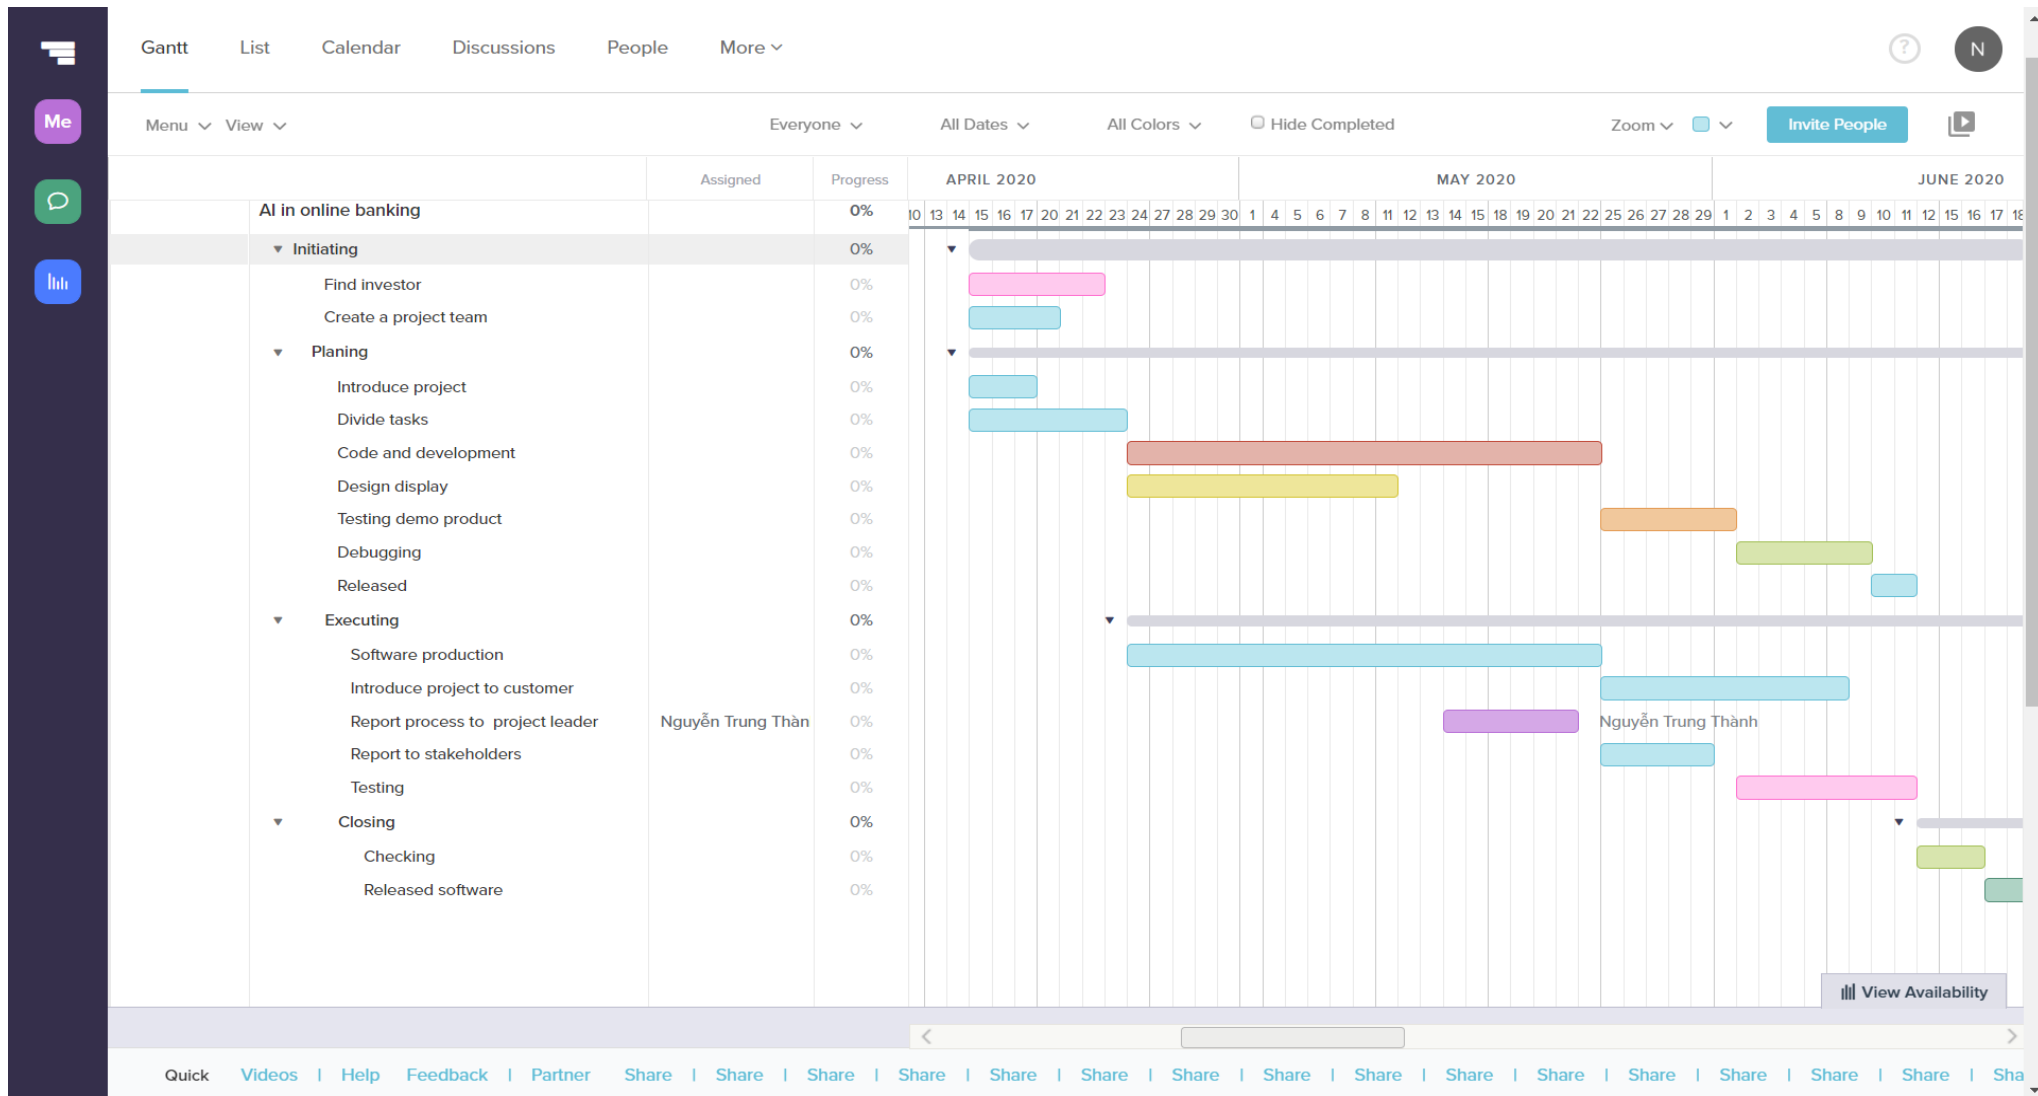 Gantt List Calendar Discussions People More ? N
Me
Menu View Everyone All Dates All Colors Hide Completed Zoom Invite People
Assigned Progress APRIL 2020 MAY 2020 JUNE 2020
AI in online banking 0% 10 13 14 15 16 17 20 21 22 23 24 27 28 29 30 1 4 5 6 7 8 11 12 13 14 15 18 19 20 21 22 25 26 27 28 29 1 2 3 4 5 8 9 10 11 12 15 16 17 18
Initiating 0%
Find investor 0%
Create a project team 0%
Planing 0%
Introduce project 0%
Divide tasks 0%
Code and development 0%
Design display 0%
Testing demo product 0%
Debugging 0%
Released 0%
Executing 0%
Software production 0%
Introduce project to customer 0%
Report process to project leader Nguyễn Trung Thàn 0% Nguyễn Trung Thành
Report to stakeholders 0%
Testing 0%
Closing 0%
Checking 0%
Released software 0%
View Availability
Quick Videos | Help Feedback | Partner Share | Share | Share | Share | Share | Share | Share | Share | Share | Share | Share | Share | Share | Share | Share | Sha